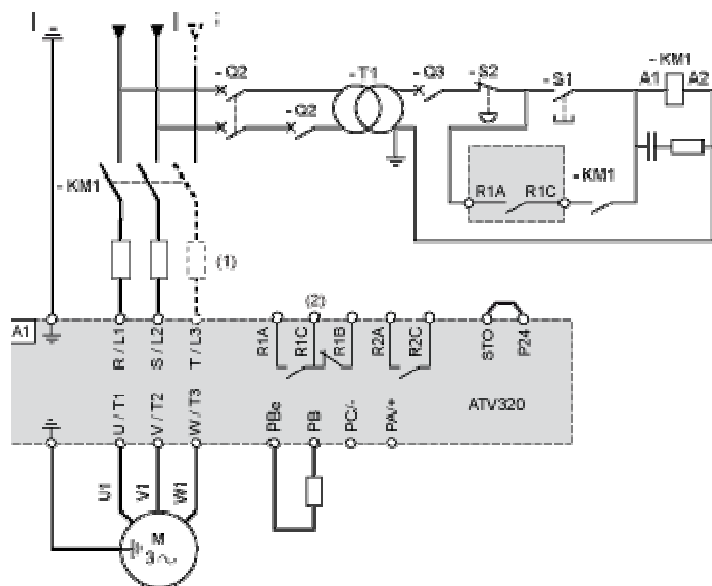 - Q2
- T1
- Q3
- S2
- S1
- KM1
A1
A2
- Q2
- KM1
R1A
R1C
- KM1
(1)
A1
R / L1
S / L2
T / L3
R1A
R1C
(2)
R1B
R2A
R2C
STO
P24
ATV320
U / T1
V / T2
W / T3
PBe
PB
PC/-
PA/+
U1
V1
W1
M
3 ~